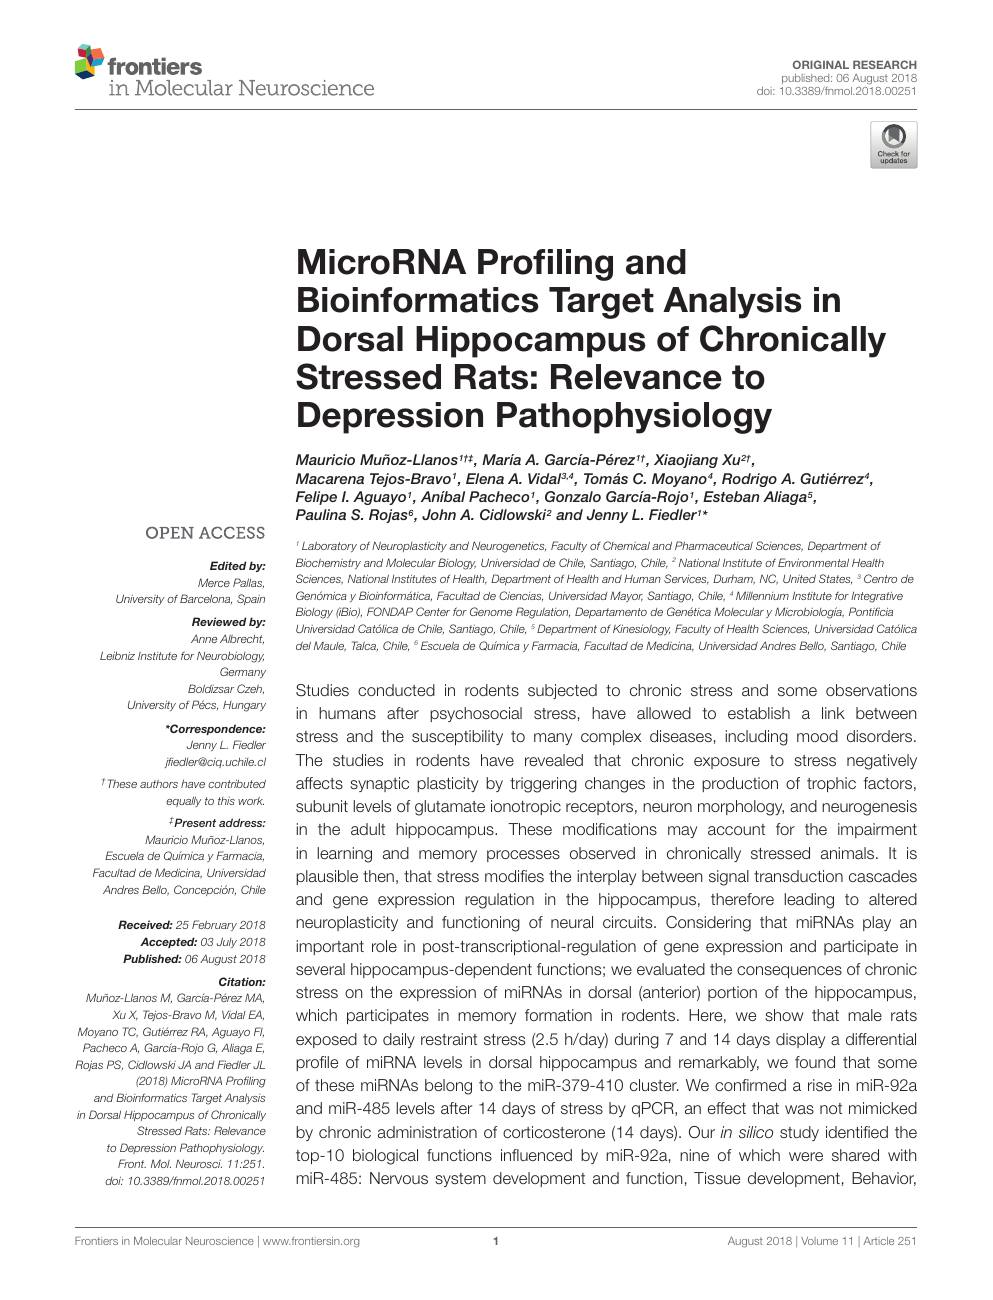 frontiers
in Molecular Neuroscience
ORIGINAL RESEARCH
published: 06 August 2018
doi: 10.3389/fnmol.2018.00251
Check for
updates
MicroRNA Profiling and
Bioinformatics Target Analysis in
Dorsal Hippocampus of Chronically
Stressed Rats: Relevance to
Depression Pathophysiology
Mauricio Muñoz-Llanos¹†‡, María A. García-Pérez¹†, Xiaojiang Xu²†,
Macarena Tejos-Bravo¹, Elena A. Vidal³,⁴, Tomás C. Moyano⁴, Rodrigo A. Gutiérrez⁴,
Felipe I. Aguayo¹, Aníbal Pacheco¹, Gonzalo García-Rojo¹, Esteban Aliaga⁵,
Paulina S. Rojas⁶, John A. Cidlowski² and Jenny L. Fiedler¹*
¹ Laboratory of Neuroplasticity and Neurogenetics, Faculty of Chemical and Pharmaceutical Sciences, Department of
Biochemistry and Molecular Biology, Universidad de Chile, Santiago, Chile, ² National Institute of Environmental Health
Sciences, National Institutes of Health, Department of Health and Human Services, Durham, NC, United States, ³ Centro de
Genómica y Bioinformática, Facultad de Ciencias, Universidad Mayor, Santiago, Chile, ⁴ Millennium Institute for Integrative
Biology (iBio), FONDAP Center for Genome Regulation, Departamento de Genética Molecular y Microbiología, Pontificia
Universidad Católica de Chile, Santiago, Chile, ⁵ Department of Kinesiology, Faculty of Health Sciences, Universidad Católica
del Maule, Talca, Chile, ⁶ Escuela de Química y Farmacia, Facultad de Medicina, Universidad Andres Bello, Santiago, Chile
OPEN ACCESS
Edited by:
Merce Pallas,
University of Barcelona, Spain
Reviewed by:
Anne Albrecht,
Leibniz Institute for Neurobiology,
Germany
Boldizsar Czeh,
University of Pécs, Hungary
*Correspondence:
Jenny L. Fiedler
jfiedler@ciq.uchile.cl
†These authors have contributed
equally to this work.
‡Present address:
Mauricio Muñoz-Llanos,
Escuela de Química y Farmacia,
Facultad de Medicina, Universidad
Andres Bello, Concepción, Chile
Received: 25 February 2018
Accepted: 03 July 2018
Published: 06 August 2018
Citation:
Muñoz-Llanos M, García-Pérez MA,
Xu X, Tejos-Bravo M, Vidal EA,
Moyano TC, Gutiérrez RA, Aguayo FI,
Pacheco A, García-Rojo G, Aliaga E,
Rojas PS, Cidlowski JA and Fiedler JL
(2018) MicroRNA Profiling
and Bioinformatics Target Analysis
in Dorsal Hippocampus of Chronically
Stressed Rats: Relevance
to Depression Pathophysiology.
Front. Mol. Neurosci. 11:251.
doi: 10.3389/fnmol.2018.00251
Studies conducted in rodents subjected to chronic stress and some observations
in humans after psychosocial stress, have allowed to establish a link between
stress and the susceptibility to many complex diseases, including mood disorders.
The studies in rodents have revealed that chronic exposure to stress negatively
affects synaptic plasticity by triggering changes in the production of trophic factors,
subunit levels of glutamate ionotropic receptors, neuron morphology, and neurogenesis
in the adult hippocampus. These modifications may account for the impairment
in learning and memory processes observed in chronically stressed animals. It is
plausible then, that stress modifies the interplay between signal transduction cascades
and gene expression regulation in the hippocampus, therefore leading to altered
neuroplasticity and functioning of neural circuits. Considering that miRNAs play an
important role in post-transcriptional-regulation of gene expression and participate in
several hippocampus-dependent functions; we evaluated the consequences of chronic
stress on the expression of miRNAs in dorsal (anterior) portion of the hippocampus,
which participates in memory formation in rodents. Here, we show that male rats
exposed to daily restraint stress (2.5 h/day) during 7 and 14 days display a differential
profile of miRNA levels in dorsal hippocampus and remarkably, we found that some
of these miRNAs belong to the miR-379-410 cluster. We confirmed a rise in miR-92a
and miR-485 levels after 14 days of stress by qPCR, an effect that was not mimicked
by chronic administration of corticosterone (14 days). Our in silico study identified the
top-10 biological functions influenced by miR-92a, nine of which were shared with
miR-485: Nervous system development and function, Tissue development, Behavior,
Frontiers in Molecular Neuroscience | www.frontiersin.org
1
August 2018 | Volume 11 | Article 251